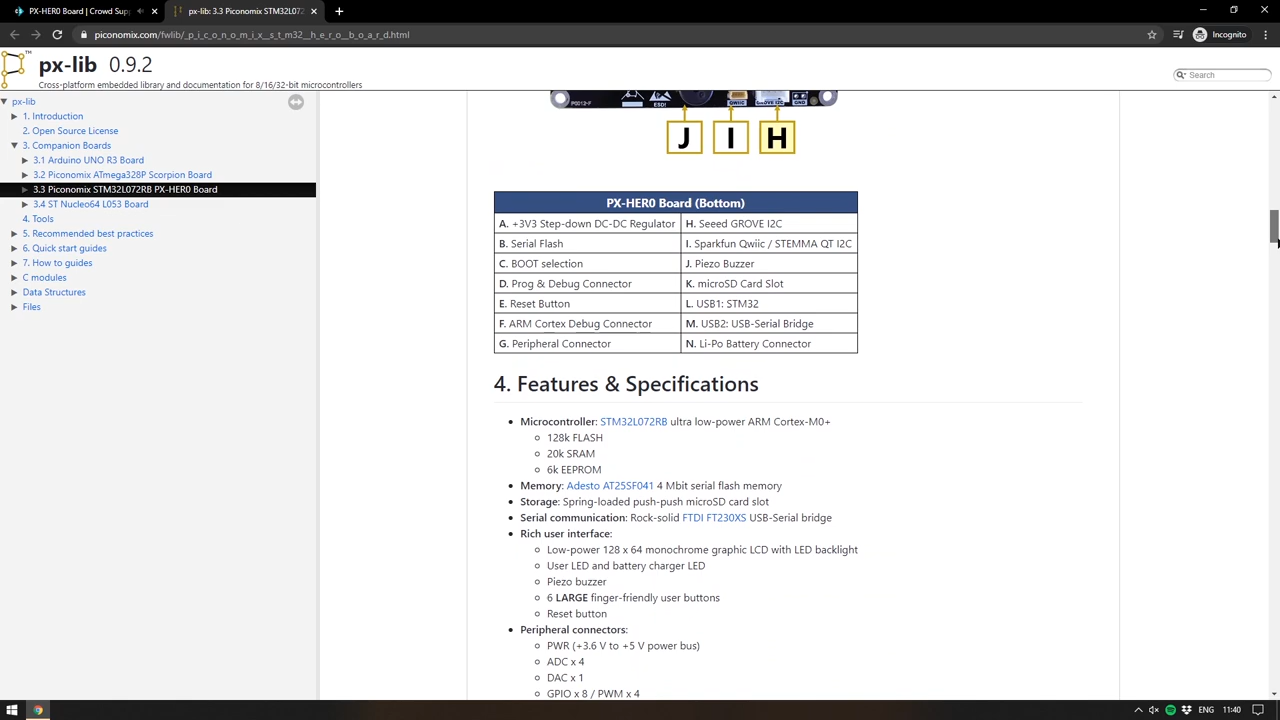 PX-HER0 Board | Crowd Sup
px-lib: 3.3 Piconomix STM32L072
piconomix.com/fwlib/_p_i_c_o_n_o_m_i_x_s_t_m32__h_e_r_o__b_o_a_r_d.html
Incognito
TM
px-lib 0.9.2
Cross-platform embedded library and documentation for 8/16/32-bit microcontrollers
Search
px-lib
1. Introduction
2. Open Source License
3. Companion Boards
3.1 Arduino UNO R3 Board
3.2 Piconomix ATmega328P Scorpion Board
3.3 Piconomix STM32L072RB PX-HER0 Board
3.4 ST Nucleo64 L053 Board
4. Tools
5. Recommended best practices
6. Quick start guides
7. How to guides
C modules
Data Structures
Files
ESD!
QWIIC
GROVE I2C
GND
J I H
PX-HER0 Board (Bottom)
A. +3V3 Step-down DC-DC Regulator H. Seeed GROVE I2C
B. Serial Flash I. Sparkfun Qwiic / STEMMA QT I2C
C. BOOT selection J. Piezo Buzzer
D. Prog & Debug Connector K. microSD Card Slot
E. Reset Button L. USB1: STM32
F. ARM Cortex Debug Connector M. USB2: USB-Serial Bridge
G. Peripheral Connector N. Li-Po Battery Connector
4. Features & Specifications
Microcontroller: STM32L072RB ultra low-power ARM Cortex-M0+
128k FLASH
20k SRAM
6k EEPROM
Memory: Adesto AT25SF041 4 Mbit serial flash memory
Storage: Spring-loaded push-push microSD card slot
Serial communication: Rock-solid FTDI FT230XS USB-Serial bridge
Rich user interface:
Low-power 128 x 64 monochrome graphic LCD with LED backlight
User LED and battery charger LED
Piezo buzzer
6 LARGE finger-friendly user buttons
Reset button
Peripheral connectors:
PWR (+3.6 V to +5 V power bus)
ADC x 4
DAC x 1
GPIO x 8 / PWM x 4
ENG 11:40